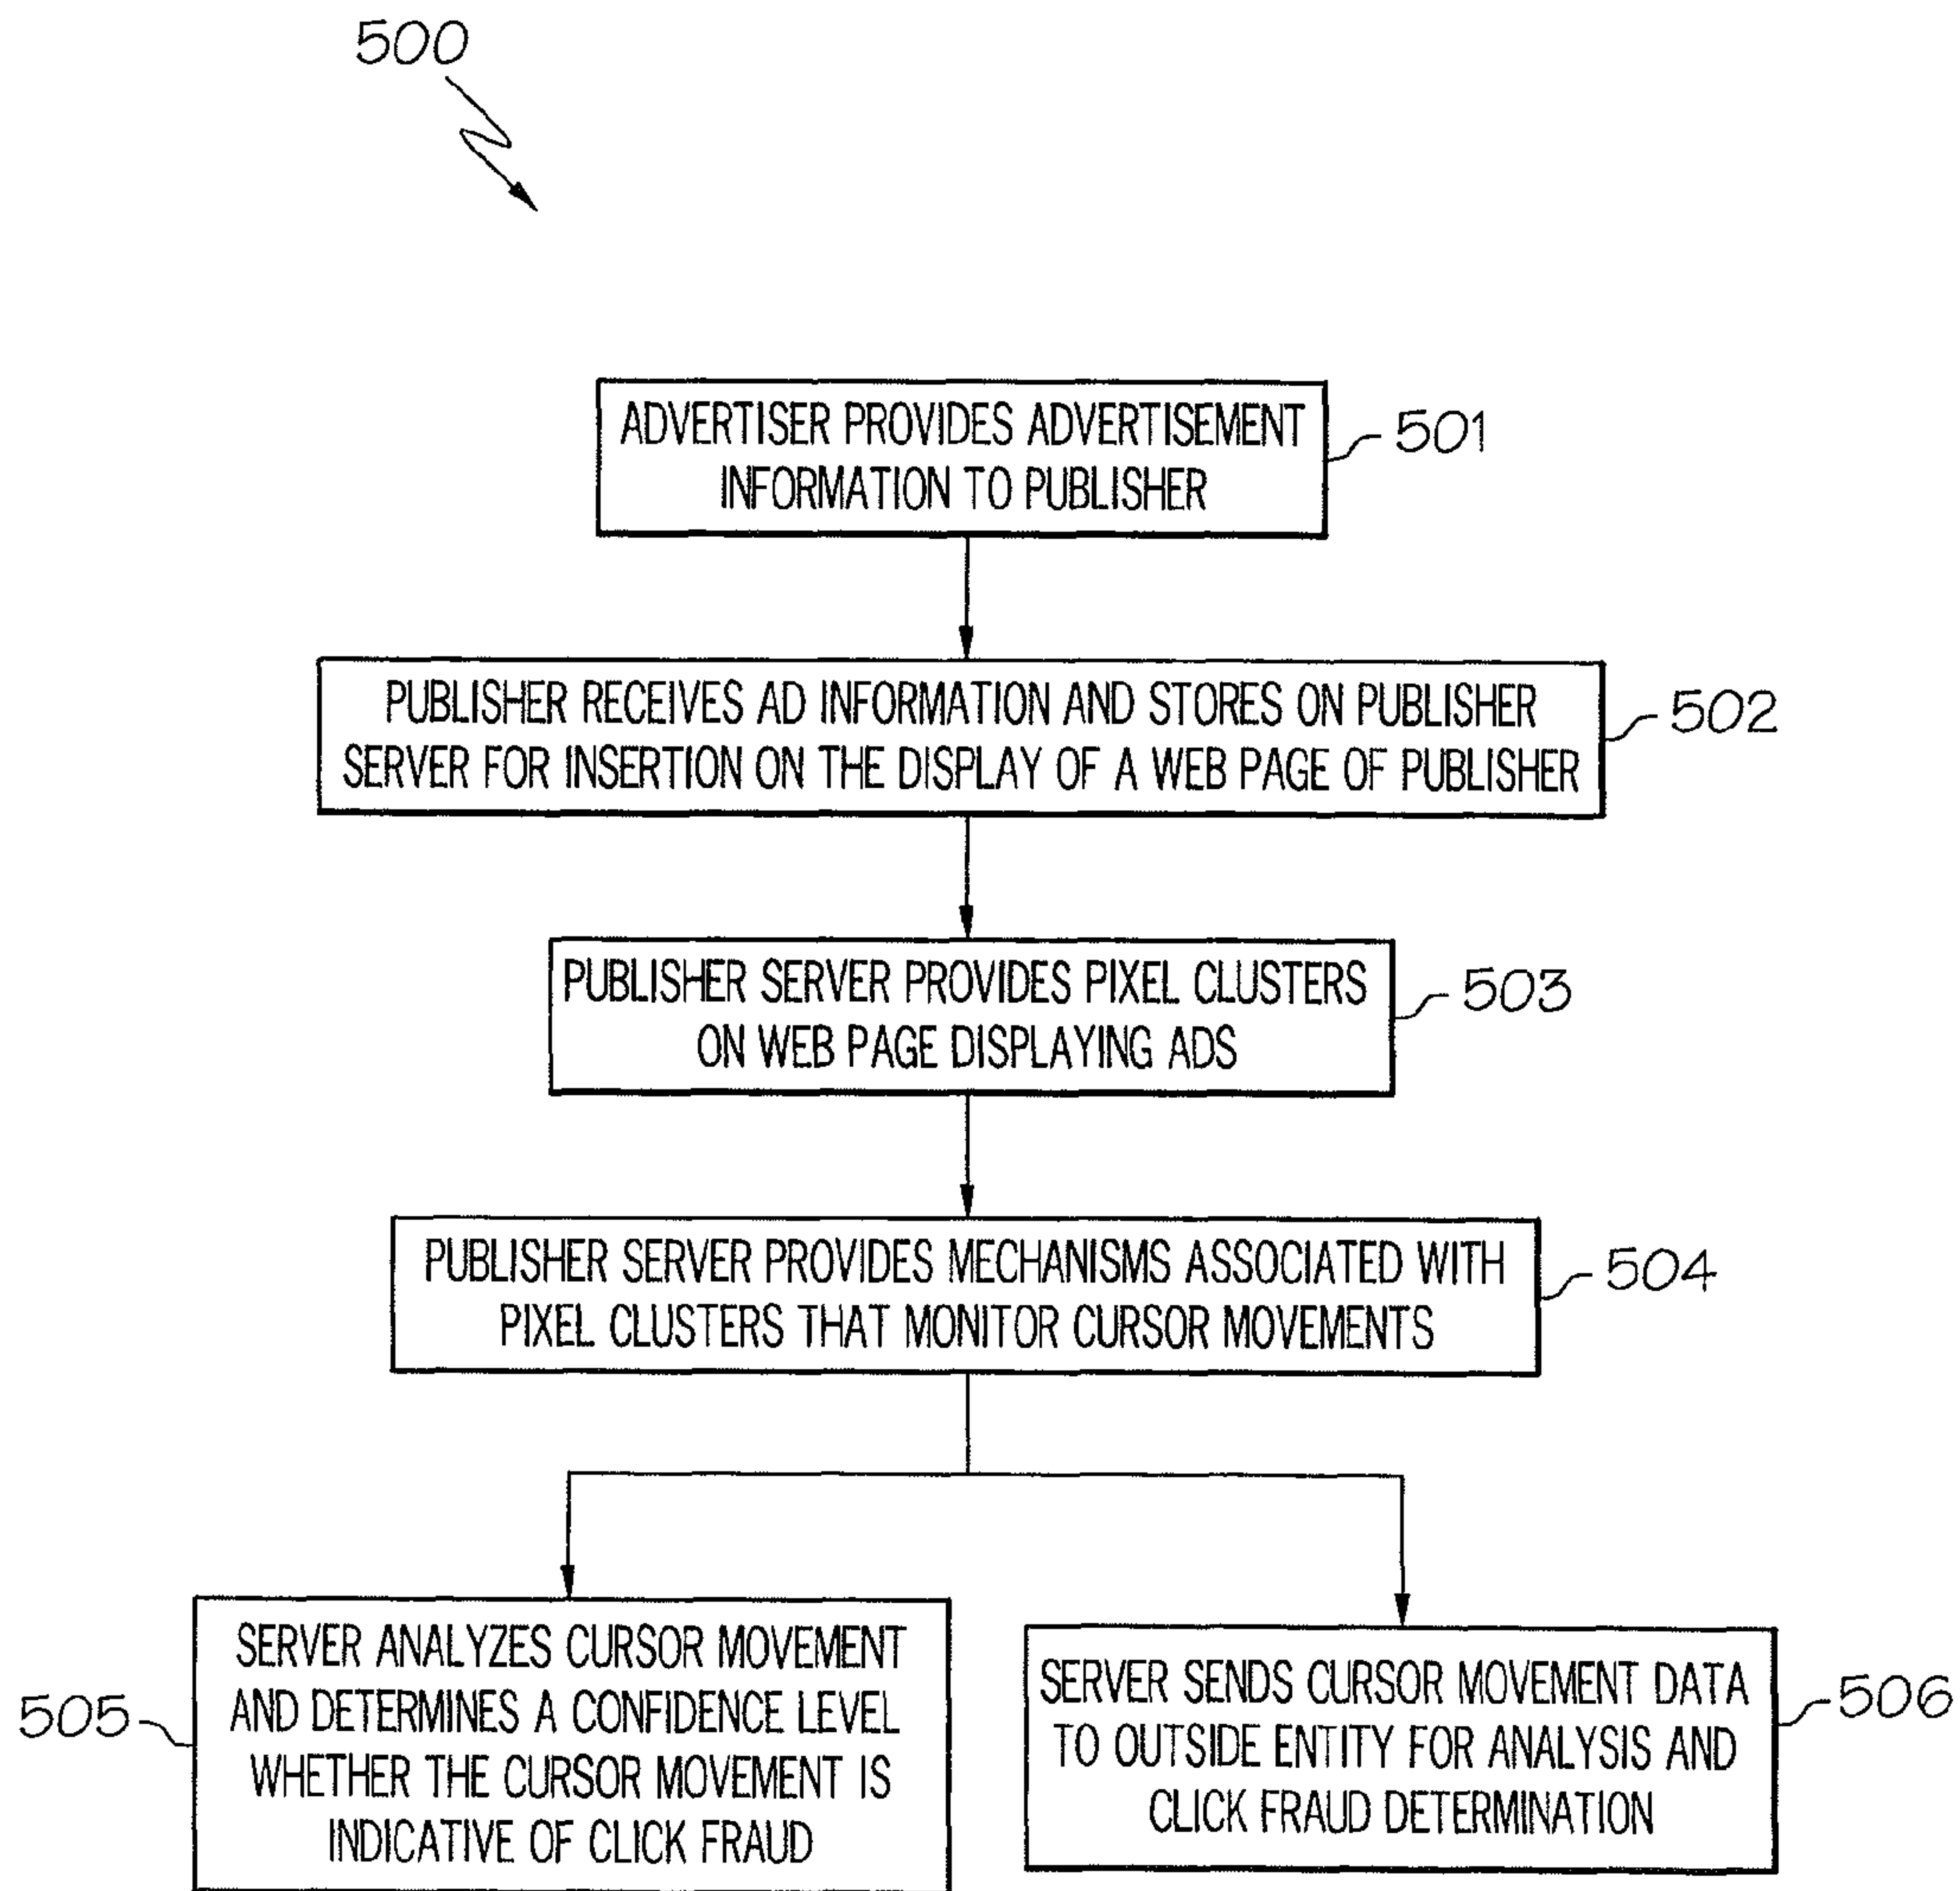 500
ADVERTISER PROVIDES ADVERTISEMENT
INFORMATION TO PUBLISHER
501
PUBLISHER RECEIVES AD INFORMATION AND STORES ON PUBLISHER
SERVER FOR INSERTION ON THE DISPLAY OF A WEB PAGE OF PUBLISHER
502
PUBLISHER SERVER PROVIDES PIXEL CLUSTERS
ON WEB PAGE DISPLAYING ADS
503
PUBLISHER SERVER PROVIDES MECHANISMS ASSOCIATED WITH
PIXEL CLUSTERS THAT MONITOR CURSOR MOVEMENTS
504
505
SERVER ANALYZES CURSOR MOVEMENT
AND DETERMINES A CONFIDENCE LEVEL
WHETHER THE CURSOR MOVEMENT IS
INDICATIVE OF CLICK FRAUD
SERVER SENDS CURSOR MOVEMENT DATA
TO OUTSIDE ENTITY FOR ANALYSIS AND
CLICK FRAUD DETERMINATION
506